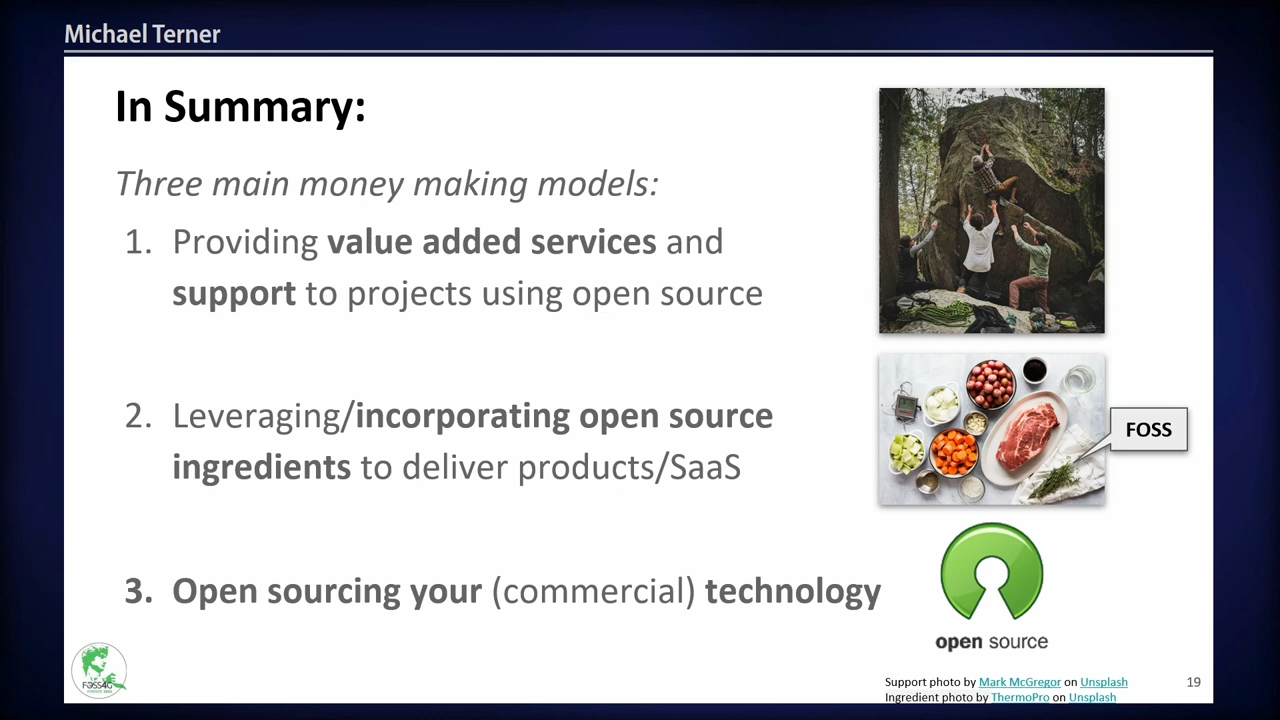 Michael Terner
In Summary:
Three main money making models:
1. Providing value added services and
support to projects using open source
2. Leveraging/incorporating open source
ingredients to deliver products/SaaS
FOSS
3. Open sourcing your (commercial) technology
open source
FOSS4G
Support photo by Mark McGregor on Unsplash
Ingredient photo by ThermoPro on Unsplash
19